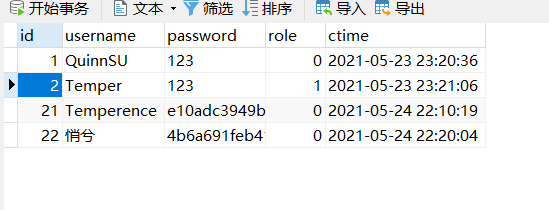 开始事务 文本 筛选 排序 导入 导出
id username password role ctime
1 QuinnSU 123 0 2021-05-23 23:20:36
2 Temper 123 1 2021-05-23 23:21:06
21 Temperence e10adc3949b 0 2021-05-24 22:10:19
22 悄兮 4b6a691feb4 0 2021-05-24 22:20:04